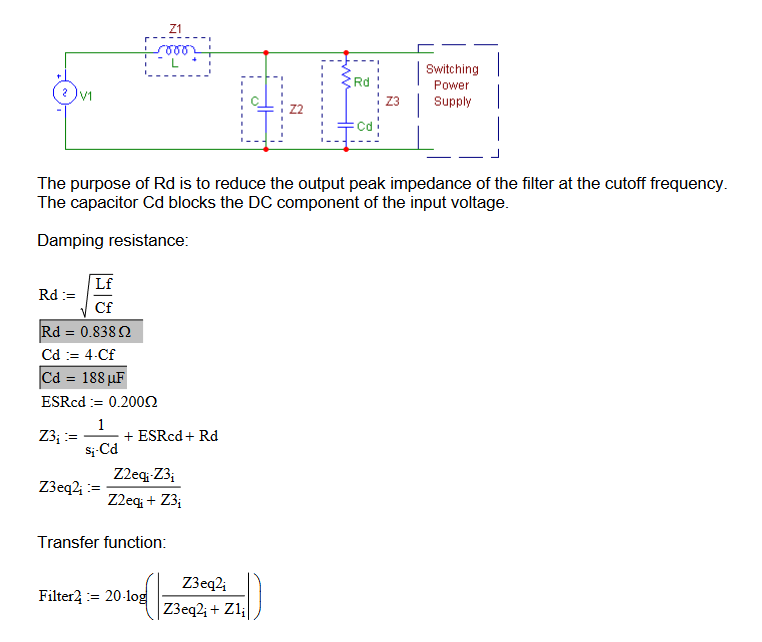 Z1
L
V1
C
Z2
Rd
Cd
Z3
Switching
Power
Supply
The purpose of Rd is to reduce the output peak impedance of the filter at the cutoff frequency.
The capacitor Cd blocks the DC component of the input voltage.
Damping resistance:
Rd := √(Lf/Cf)
Rd = 0.838 Ω
Cd := 4·Cf
Cd = 188 μF
ESRcd := 0.200Ω
Z3i := 1/(si·Cd) + ESRcd + Rd
Z3eq2i := (Z2eqi·Z3i)/(Z2eqi + Z3i)
Transfer function:
Filter2i := 20·log(|Z3eq2i/(Z3eq2i + Z1i)|)